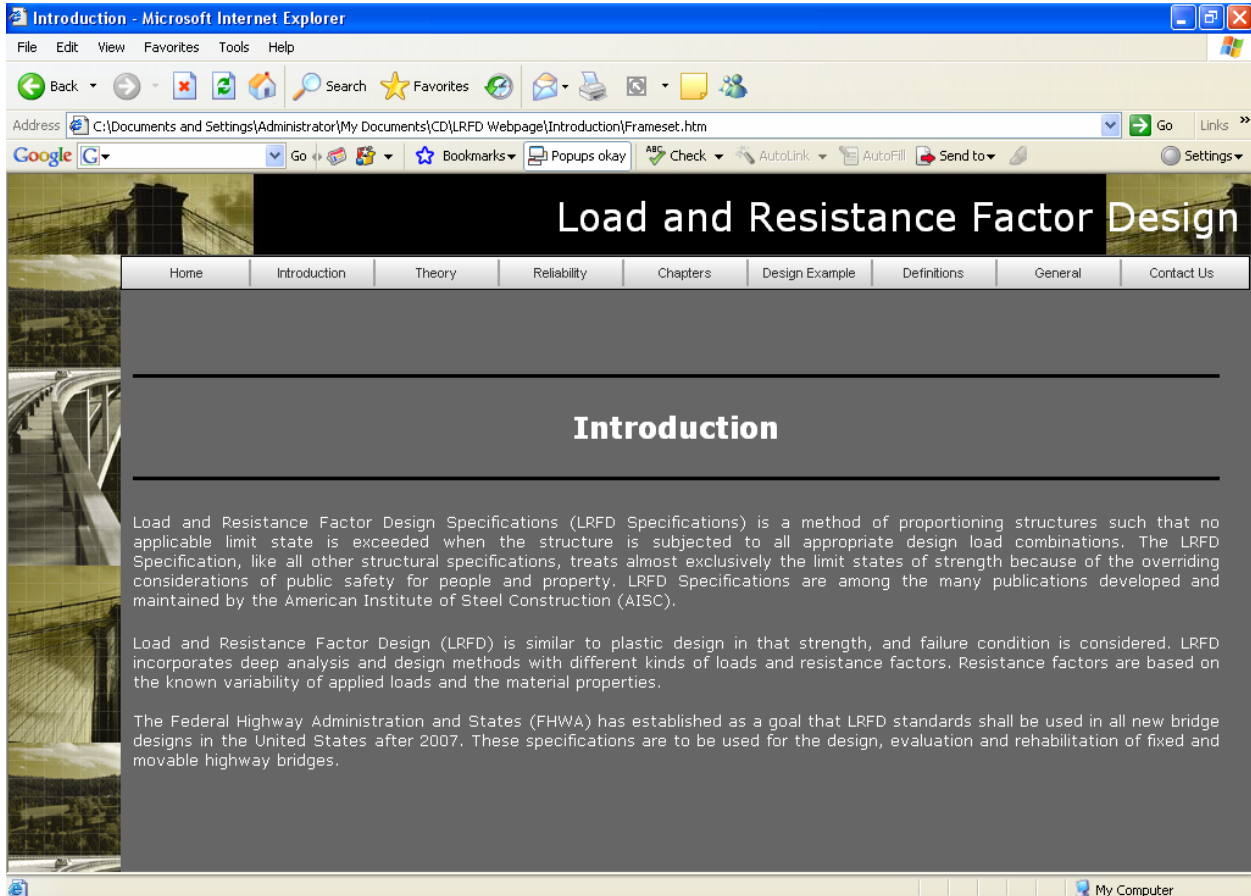 Introduction - Microsoft Internet Explorer
File Edit View Favorites Tools Help
Back Search Favorites
Address C:\Documents and Settings\Administrator\My Documents\CD\LRFD Webpage\Introduction\Frameset.htm Go Links »
Google G Go Bookmarks Popups okay ABC Check AutoLink AutoFill Send to Settings
Load and Resistance Factor Design
Home Introduction Theory Reliability Chapters Design Example Definitions General Contact Us
Introduction
Load and Resistance Factor Design Specifications (LRFD Specifications) is a method of proportioning structures such that no
applicable limit state is exceeded when the structure is subjected to all appropriate design load combinations. The LRFD
Specification, like all other structural specifications, treats almost exclusively the limit states of strength because of the overriding
considerations of public safety for people and property. LRFD Specifications are among the many publications developed and
maintained by the American Institute of Steel Construction (AISC).
Load and Resistance Factor Design (LRFD) is similar to plastic design in that strength, and failure condition is considered. LRFD
incorporates deep analysis and design methods with different kinds of loads and resistance factors. Resistance factors are based on
the known variability of applied loads and the material properties.
The Federal Highway Administration and States (FHWA) has established as a goal that LRFD standards shall be used in all new bridge
designs in the United States after 2007. These specifications are to be used for the design, evaluation and rehabilitation of fixed and
movable highway bridges.
My Computer